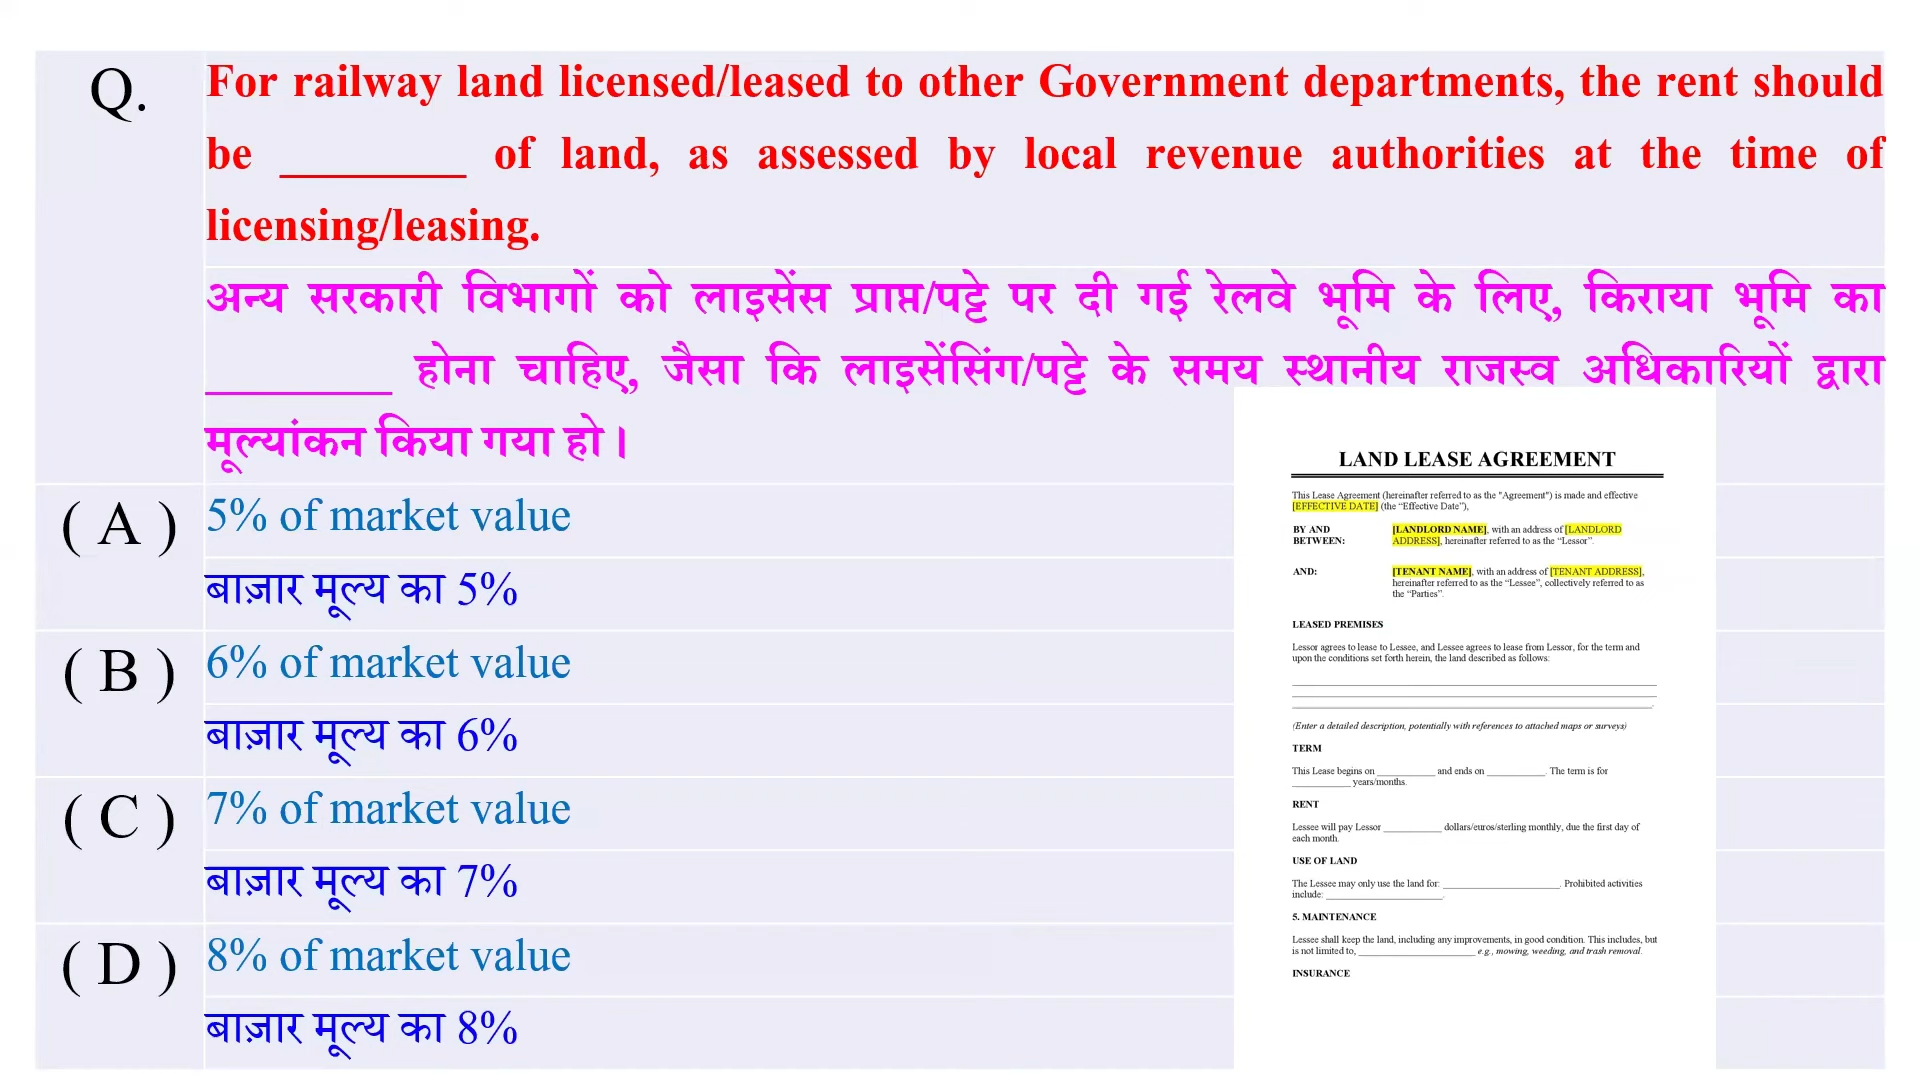 Q.
For railway land licensed/leased to other Government departments, the rent should
be ________ of land, as assessed by local revenue authorities at the time of
licensing/leasing.
अन्य सरकारी विभागों को लाइसेंस प्राप्त/पट्टे पर दी गई रेलवे भूमि के लिए, किराया भूमि का
________ होना चाहिए, जैसा कि लाइसेंसिंग/पट्टे के समय स्थानीय राजस्व अधिकारियों द्वारा
मूल्यांकन किया गया हो।
( A ) 5% of market value
बाज़ार मूल्य का 5%
( B ) 6% of market value
बाज़ार मूल्य का 6%
( C ) 7% of market value
बाज़ार मूल्य का 7%
( D ) 8% of market value
बाज़ार मूल्य का 8%
LAND LEASE AGREEMENT
This Lease Agreement (hereinafter referred to as the "Agreement") is made and effective
[EFFECTIVE DATE] (the “Effective Date”),
BY AND [LANDLORD NAME], with an address of [LANDLORD
BETWEEN: ADDRESS], hereinafter referred to as the “Lessor”.
AND: [TENANT NAME], with an address of [TENANT ADDRESS],
hereinafter referred to as the “Lessee”, collectively referred to as
the “Parties”.
LEASED PREMISES
Lessor agrees to lease to Lessee, and Lessee agrees to lease from Lessor, for the term and
upon the conditions set forth herein, the land described as follows:
(Enter a detailed description, potentially with references to attached maps or surveys)
TERM
This Lease begins on ____________ and ends on ____________. The term is for
____________ years/months.
RENT
Lessee will pay Lessor ____________ dollars/euros/sterling monthly, due the first day of
each month.
USE OF LAND
The Lessee may only use the land for: ________________________. Prohibited activities
include: ________________________.
5. MAINTENANCE
Lessee shall keep the land, including any improvements, in good condition. This includes, but
is not limited to, ________________________ e.g., mowing, weeding, and trash removal.
INSURANCE